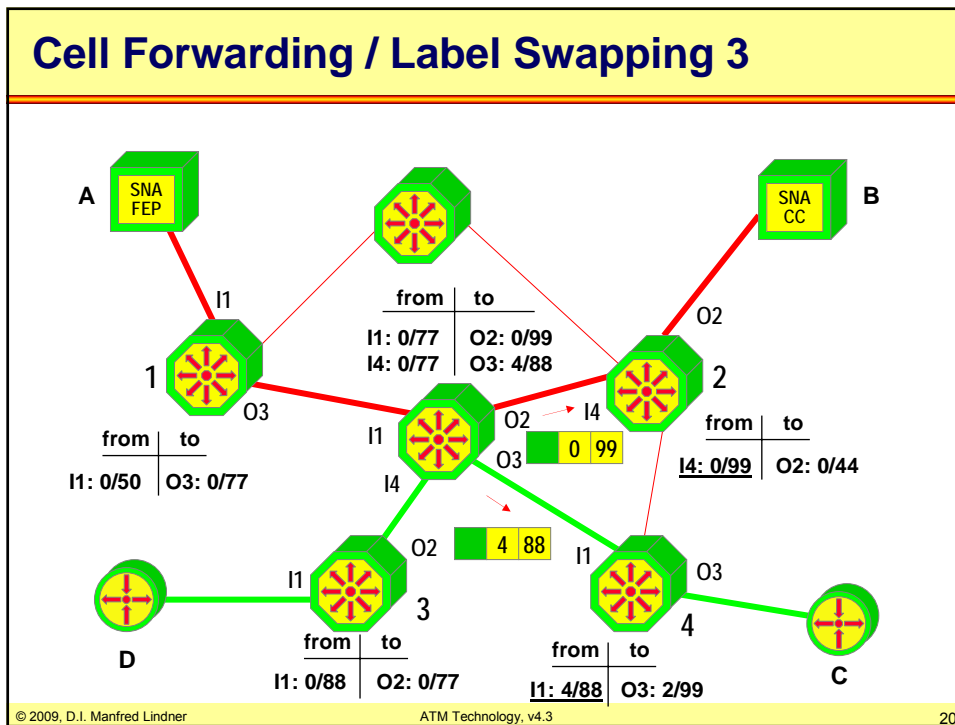 Cell Forwarding / Label Swapping 3
A
SNA
FEP
SNA
CC
B
I1
from to
I1: 0/77 O2: 0/99
I4: 0/77 O3: 4/88
O2
1
2
O3
I1
O2
I4
0 99
O3
from to
I1: 0/50 O3: 0/77
from to
I4: 0/99 O2: 0/44
I4
4 88
O2
I1
I1
O3
3
4
D
C
from to
I1: 0/88 O2: 0/77
from to
I1: 4/88 O3: 2/99
© 2009, D.I. Manfred Lindner ATM Technology, v4.3 20